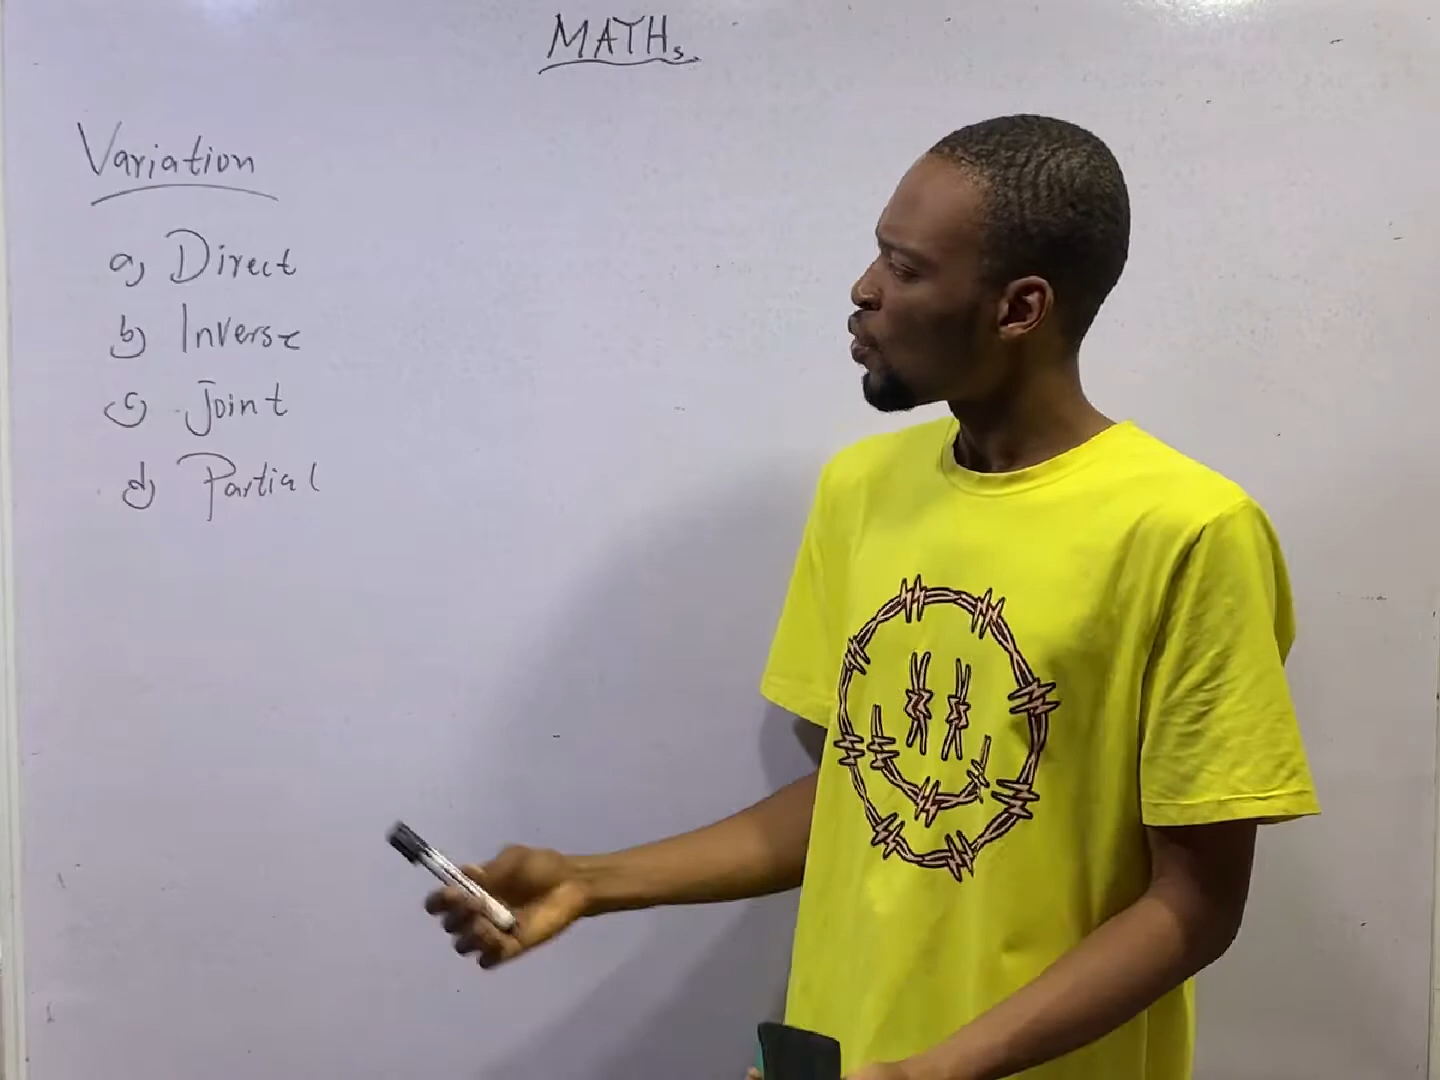 MATHs
Variation
a) Direct
b) Inverse
c) Joint
d) Partial